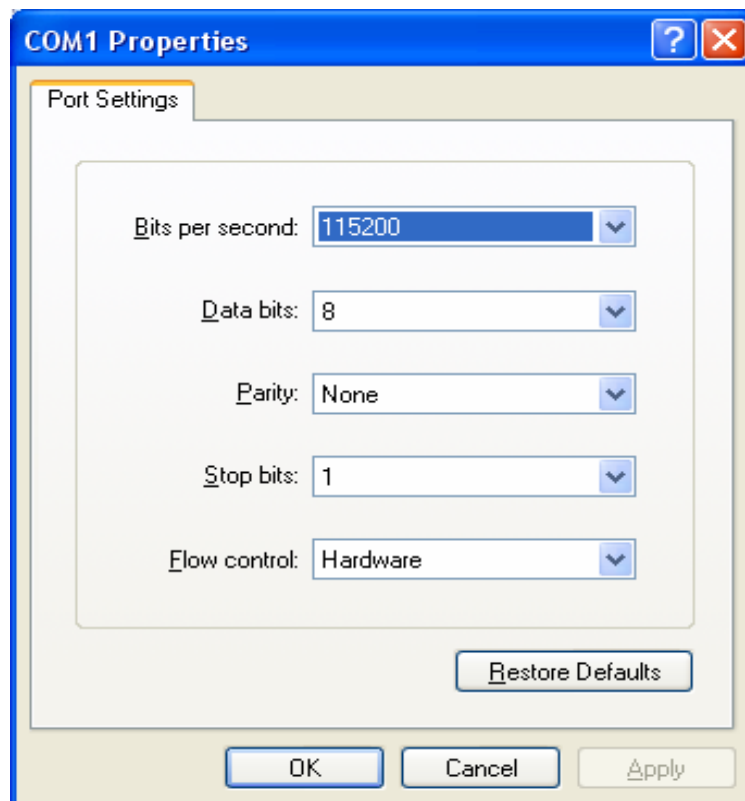 COM1 Properties
Port Settings
Bits per second: 115200
Data bits: 8
Parity: None
Stop bits: 1
Flow control: Hardware
Restore Defaults
OK Cancel Apply